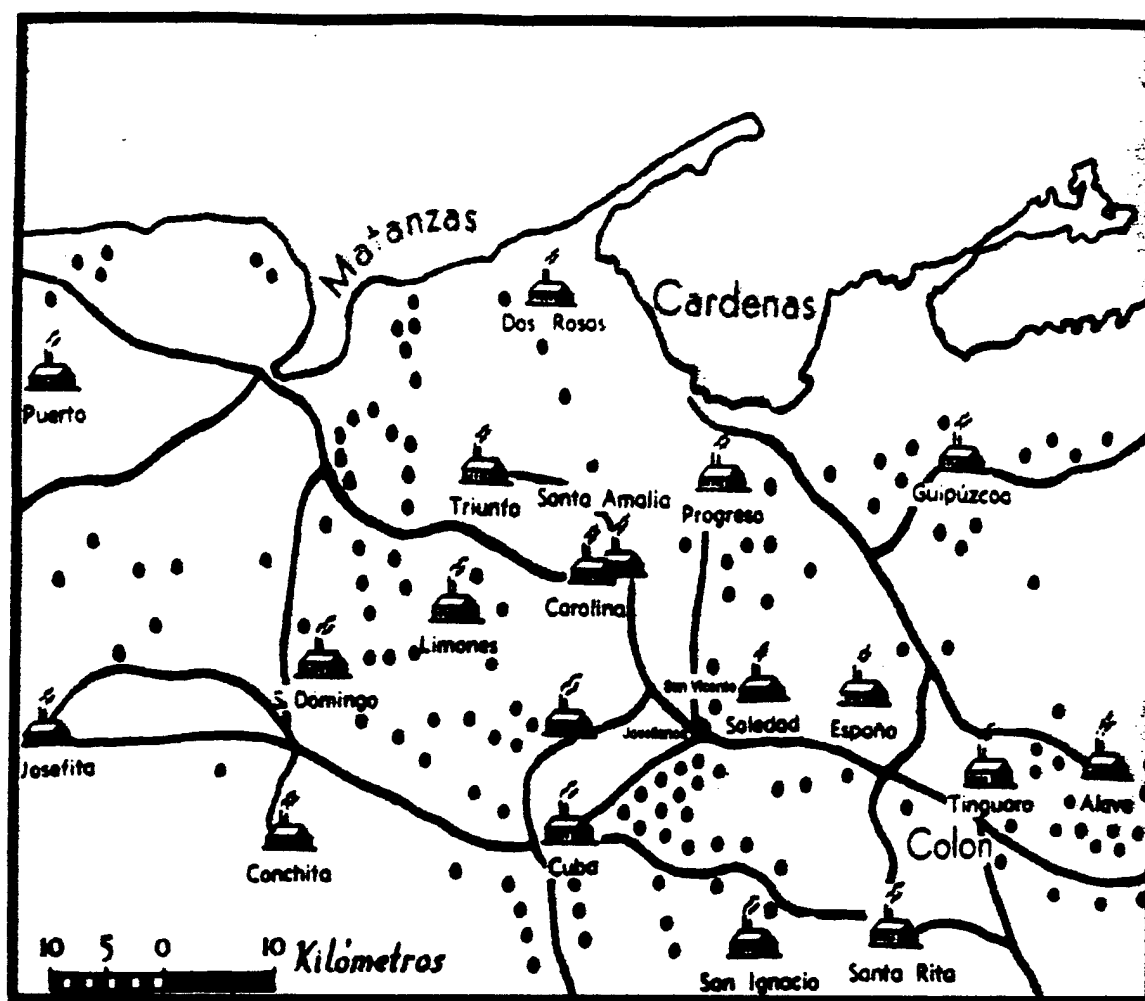 Matanzas
Cardenas
Dos Rosas
Puerto
Triunfo
Santa Amalia
Progreso
Guipúzcoa
Carolina
Limones
S. Domingo
San Vicente
Jovellanos
Soledad
España
Josefita
Tinguaro
Alava
Colon
Conchita
Cuba
San Ignacio
Santa Rita
10 5 0 10 Kilómetros